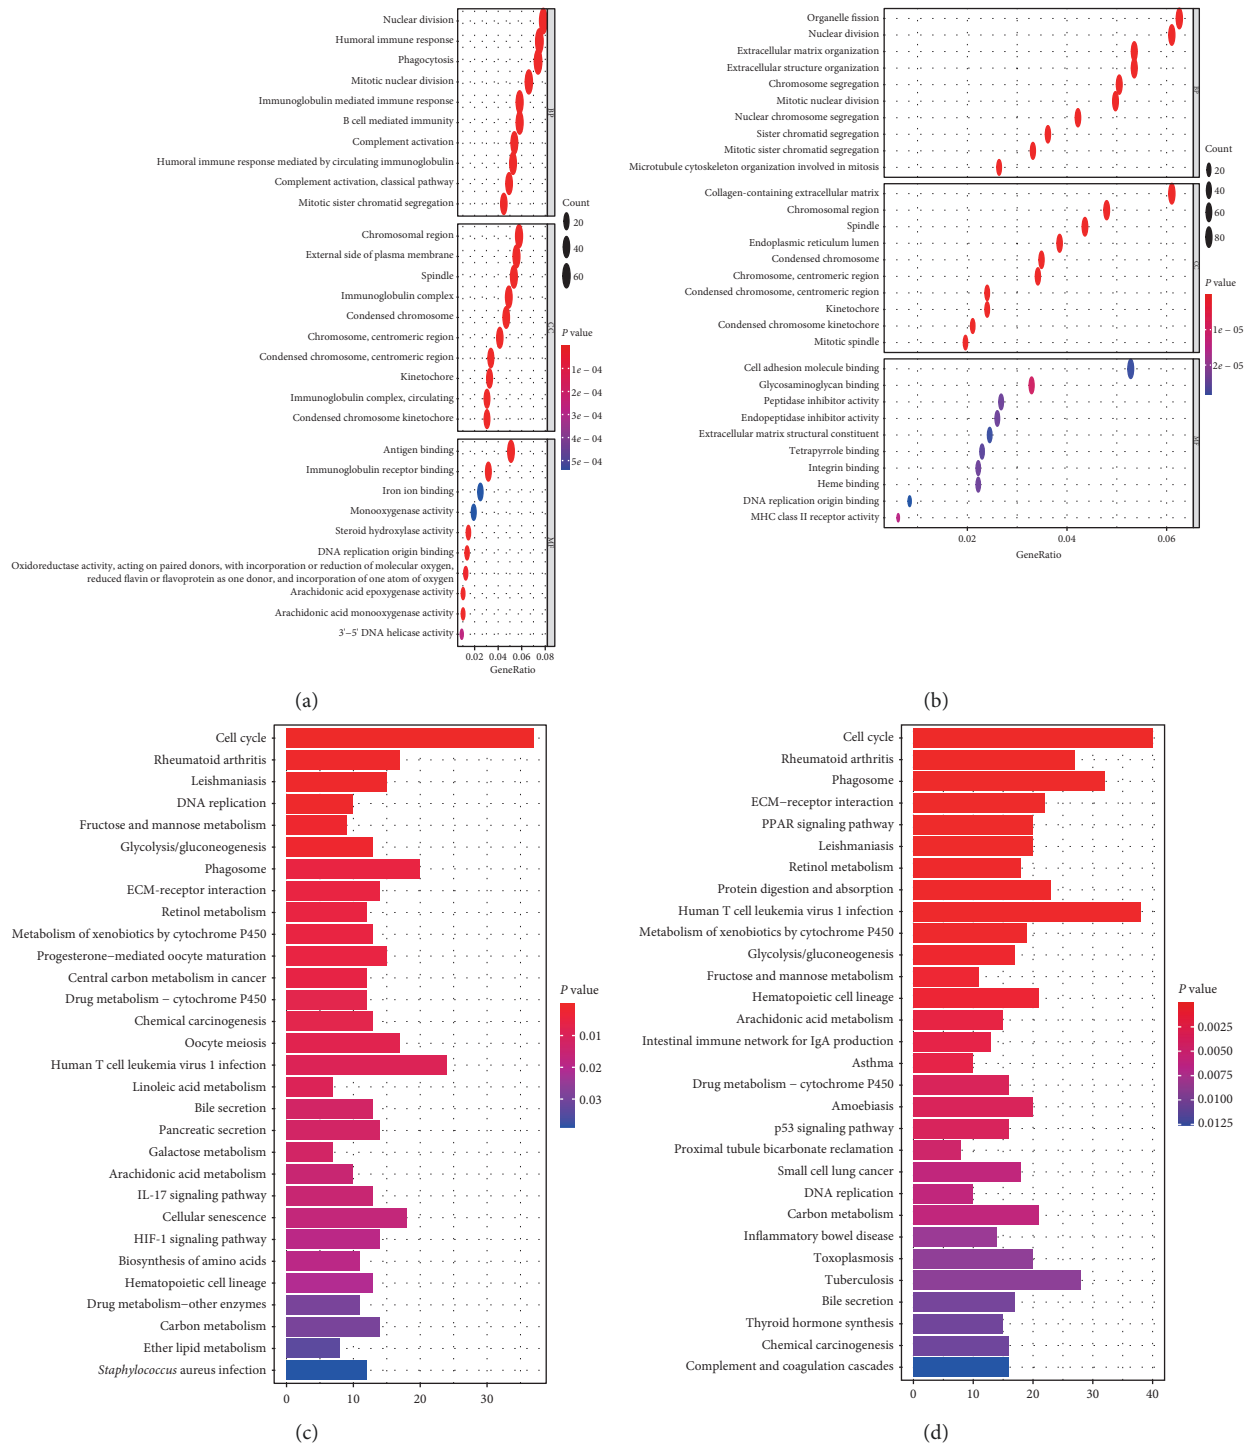 Nuclear division
Humoral immune response
Phagocytosis
Mitotic nuclear division
Immunoglobulin mediated immune response
B cell mediated immunity
Complement activation
Humoral immune response mediated by circulating immunoglobulin
Complement activation, classical pathway
Mitotic sister chromatid segregation
BP
Chromosomal region
External side of plasma membrane
Spindle
Immunoglobulin complex
Condensed chromosome
Chromosome, centromeric region
Condensed chromosome, centromeric region
Kinetochore
Immunoglobulin complex, circulating
Condensed chromosome kinetochore
CC
Antigen binding
Immunoglobulin receptor binding
Iron ion binding
Monooxygenase activity
Steroid hydroxylase activity
DNA replication origin binding
Oxidoreductase activity, acting on paired donors, with incorporation or reduction of molecular oxygen,
reduced flavin or flavoprotein as one donor, and incorporation of one atom of oxygen
Arachidonic acid epoxygenase activity
Arachidonic acid monooxygenase activity
3′−5′ DNA helicase activity
MF
0.02 0.04 0.06 0.08
GeneRatio
Count
20
40
60
P value
1e − 04
2e − 04
3e − 04
4e − 04
5e − 04
(a)
Organelle fission
Nuclear division
Extracellular matrix organization
Extracellular structure organization
Chromosome segregation
Mitotic nuclear division
Nuclear chromosome segregation
Sister chromatid segregation
Mitotic sister chromatid segregation
Microtubule cytoskeleton organization involved in mitosis
BP
Collagen-containing extracellular matrix
Chromosomal region
Spindle
Endoplasmic reticulum lumen
Condensed chromosome
Chromosome, centromeric region
Condensed chromosome, centromeric region
Kinetochore
Condensed chromosome kinetochore
Mitotic spindle
CC
Cell adhesion molecule binding
Glycosaminoglycan binding
Peptidase inhibitor activity
Endopeptidase inhibitor activity
Extracellular matrix structural constituent
Tetrapyrrole binding
Integrin binding
Heme binding
DNA replication origin binding
MHC class II receptor activity
MF
0.02 0.04 0.06
GeneRatio
Count
20
40
60
80
P value
1e − 05
2e − 05
(b)
Cell cycle
Rheumatoid arthritis
Leishmaniasis
DNA replication
Fructose and mannose metabolism
Glycolysis/gluconeogenesis
Phagosome
ECM-receptor interaction
Retinol metabolism
Metabolism of xenobiotics by cytochrome P450
Progesterone−mediated oocyte maturation
Central carbon metabolism in cancer
Drug metabolism − cytochrome P450
Chemical carcinogenesis
Oocyte meiosis
Human T cell leukemia virus 1 infection
Linoleic acid metabolism
Bile secretion
Pancreatic secretion
Galactose metabolism
Arachidonic acid metabolism
IL-17 signaling pathway
Cellular senescence
HIF-1 signaling pathway
Biosynthesis of amino acids
Hematopoietic cell lineage
Drug metabolism−other enzymes
Carbon metabolism
Ether lipid metabolism
Staphylococcus aureus infection
0 10 20 30
P value
0.01
0.02
0.03
(c)
Cell cycle
Rheumatoid arthritis
Phagosome
ECM−receptor interaction
PPAR signaling pathway
Leishmaniasis
Retinol metabolism
Protein digestion and absorption
Human T cell leukemia virus 1 infection
Metabolism of xenobiotics by cytochrome P450
Glycolysis/gluconeogenesis
Fructose and mannose metabolism
Hematopoietic cell lineage
Arachidonic acid metabolism
Intestinal immune network for IgA production
Asthma
Drug metabolism − cytochrome P450
Amoebiasis
p53 signaling pathway
Proximal tubule bicarbonate reclamation
Small cell lung cancer
DNA replication
Carbon metabolism
Inflammatory bowel disease
Toxoplasmosis
Tuberculosis
Bile secretion
Thyroid hormone synthesis
Chemical carcinogenesis
Complement and coagulation cascades
0 10 20 30 40
P value
0.0025
0.0050
0.0075
0.0100
0.0125
(d)